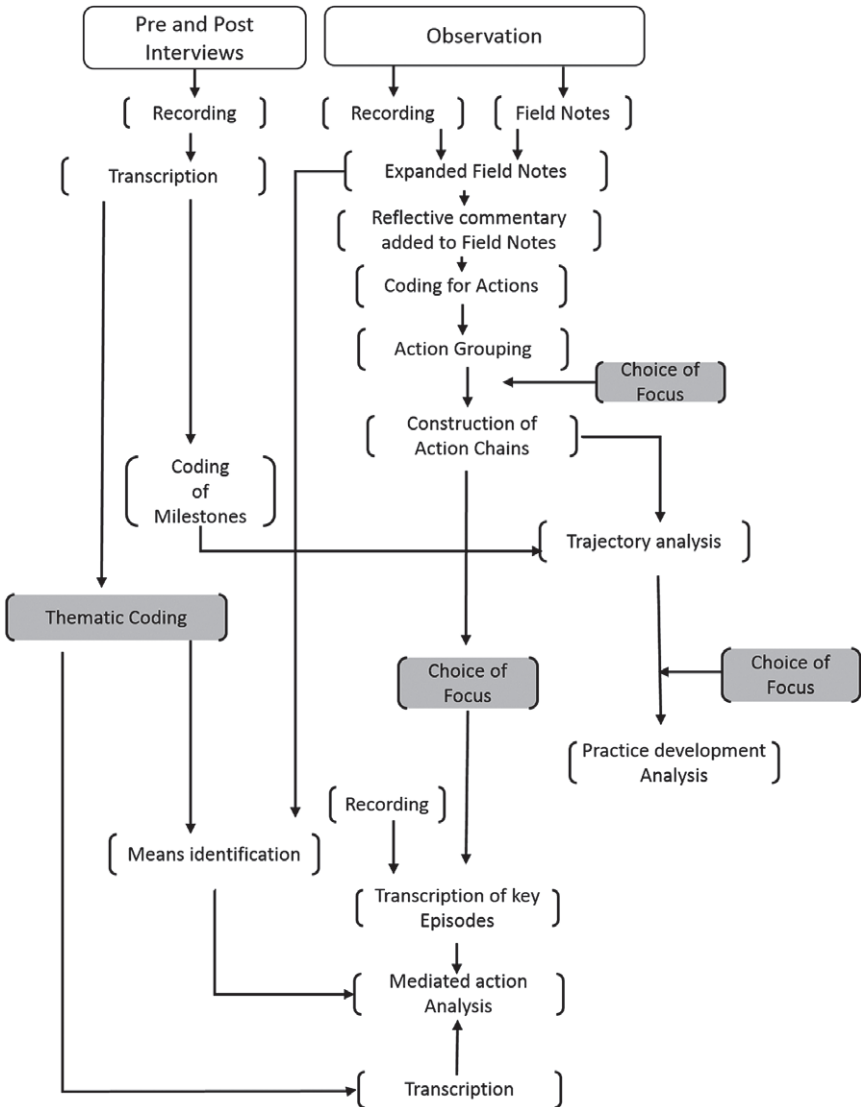 Pre and Post
Interviews
Observation
Recording
Recording
Field Notes
Transcription
Expanded Field Notes
Reflective commentary
added to Field Notes
Coding for Actions
Action Grouping
Choice of
Focus
Construction of
Action Chains
Coding
of
Milestones
Trajectory analysis
Thematic Coding
Choice of
Focus
Choice of
Focus
Practice development
Analysis
Recording
Means identification
Transcription of key
Episodes
Mediated action
Analysis
Transcription